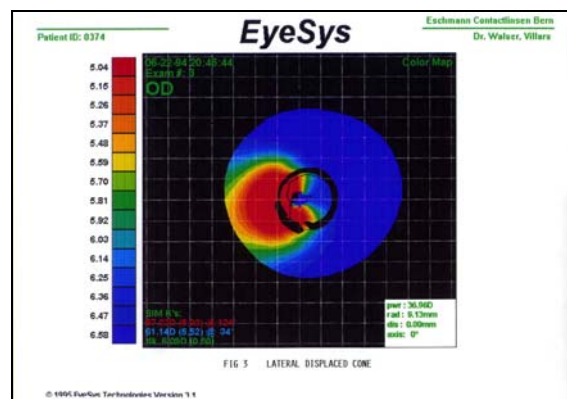 Patient ID: 0374
EyeSys
Eschmann Contactlinsen Bern
Dr. Walser, Villars
Color Map
OD
5.04
5.15
5.26
5.37
5.48
5.59
5.70
5.81
5.92
6.03
6.14
6.25
6.36
6.47
6.58
SIM K's:
pwr : 36.96D
rad : 9.13mm
dis : 0.00mm
axis: 0°
FIG 3 LATERAL DISPLACED CONE
© 1995 EyeSys Technologies Version 3.1